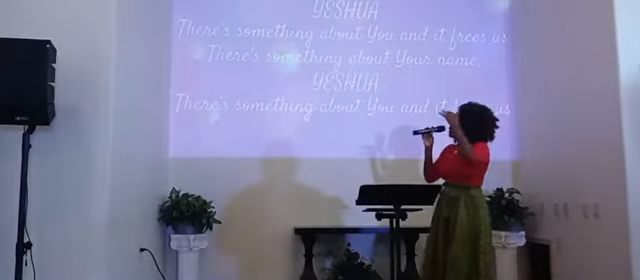 YESHUA
There's something about You and it frees us
There's something about Your name,
YESHUA
There's something about You and it us